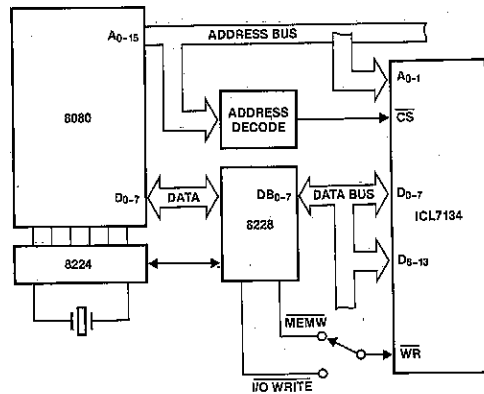 A0-15
ADDRESS BUS
A0-1
8080
ADDRESS
DECODE
CS
D0-7
DATA
DB0-7
DATA BUS
D0-7
8228
ICL7134
8224
D8-13
MEMW
WR
I/O WRITE